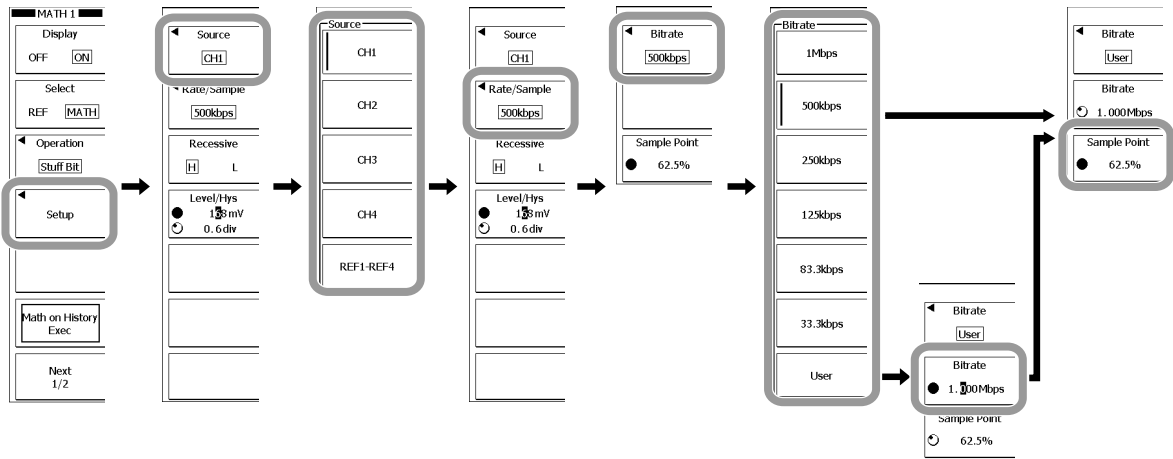 MATH 1
Display
OFF ON
Select
REF MATH
Operation
Stuff Bit
Setup
Math on History
Exec
Next
1/2
Source
CH1
Rate/Sample
500kbps
Recessive
H L
Level/Hys
168mV
0.6div
Source
CH1
CH2
CH3
CH4
REF1-REF4
Source
CH1
Rate/Sample
500kbps
Recessive
H L
Level/Hys
168mV
0.6div
Bitrate
500kbps
Sample Point
62.5%
Bitrate
1Mbps
500kbps
250kbps
125kbps
83.3kbps
33.3kbps
User
Bitrate
User
Bitrate
1.000Mbps
Sample Point
62.5%
Bitrate
User
Bitrate
1.000Mbps
Sample Point
62.5%